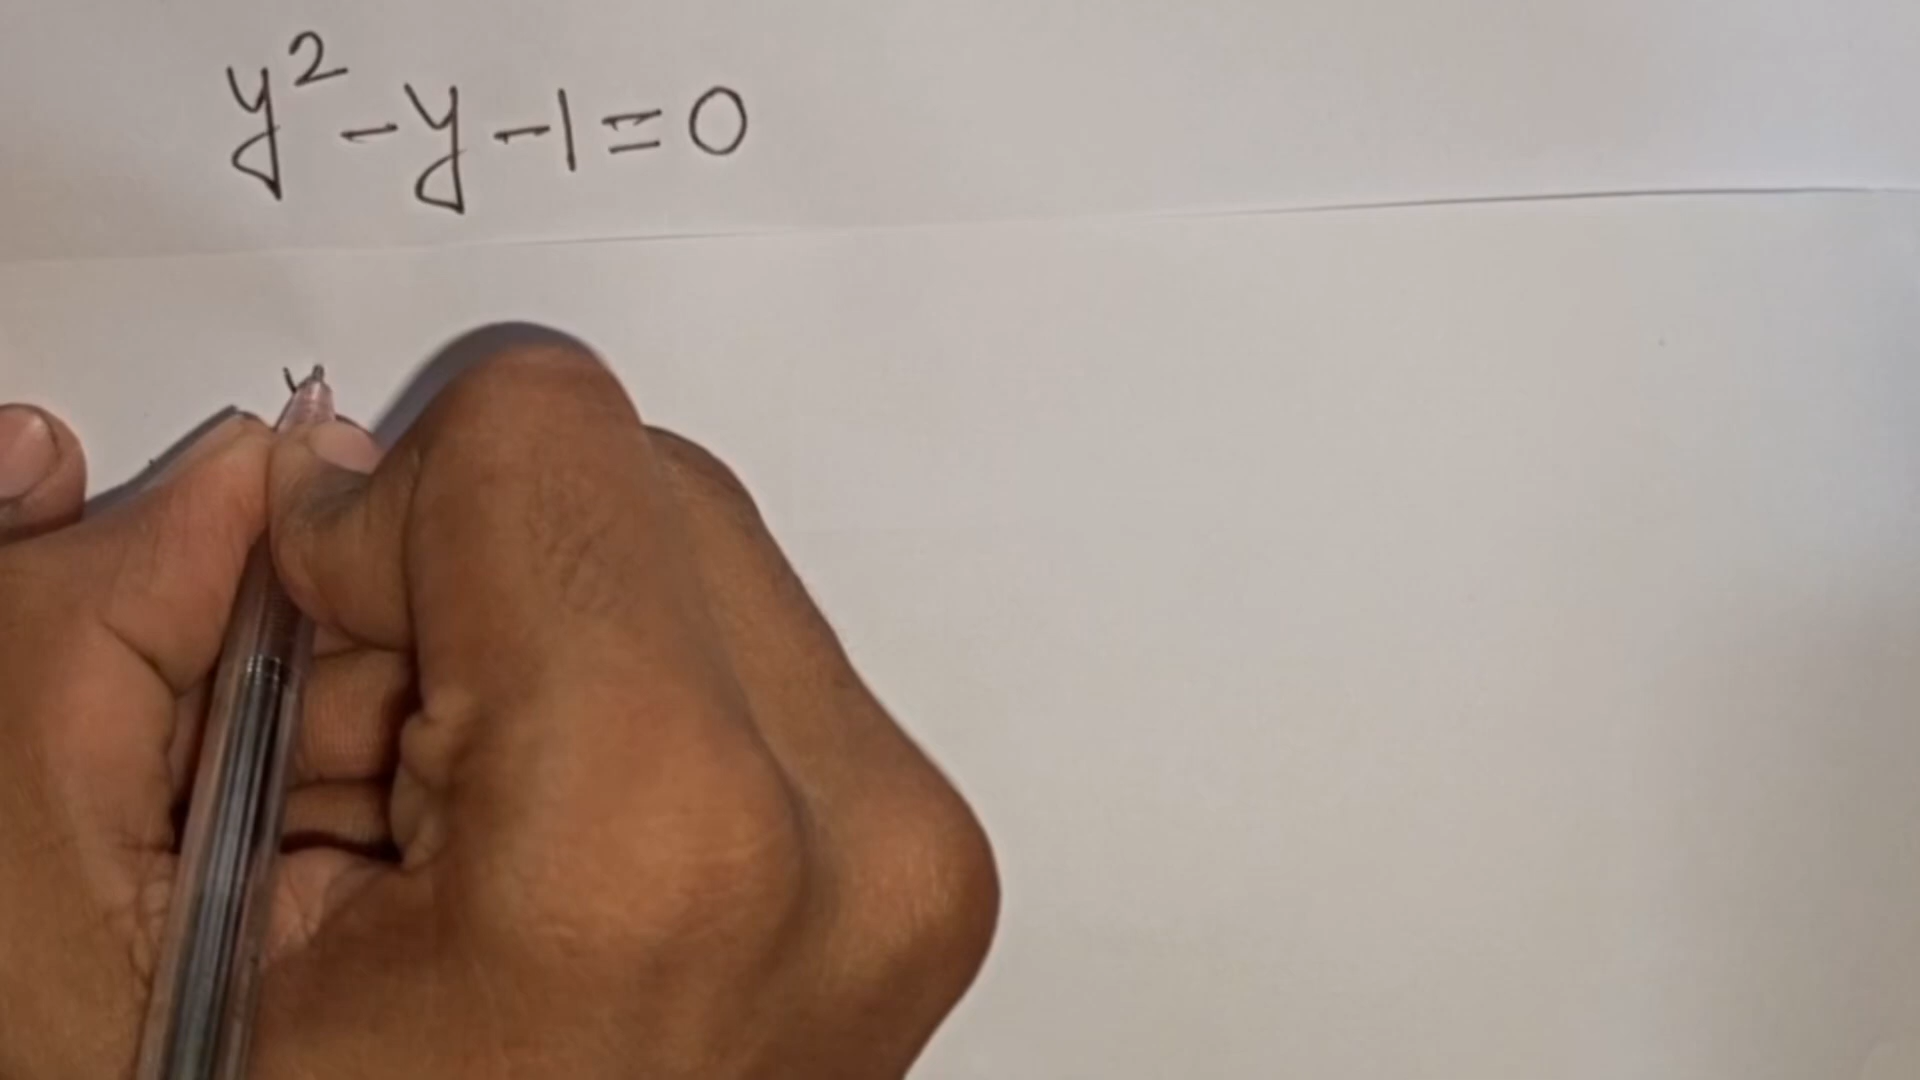 y² - y - 1 = 0